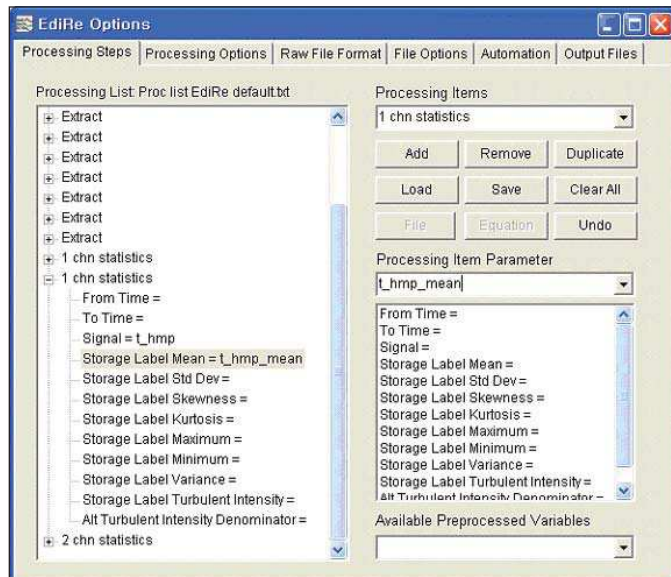 EdiRe Options
Processing Steps
Processing Options
Raw File Format
File Options
Automation
Output Files
Processing List: Proc list EdiRe default.txt
Extract
Extract
Extract
Extract
Extract
Extract
Extract
1 chn statistics
1 chn statistics
From Time =
To Time =
Signal = t_hmp
Storage Label Mean = t_hmp_mean
Storage Label Std Dev =
Storage Label Skewness =
Storage Label Kurtosis =
Storage Label Maximum =
Storage Label Minimum =
Storage Label Variance =
Storage Label Turbulent Intensity =
Alt Turbulent Intensity Denominator =
2 chn statistics
Processing Items
1 chn statistics
Add
Remove
Duplicate
Load
Save
Clear All
File
Equation
Undo
Processing Item Parameter
t_hmp_mean
From Time =
To Time =
Signal =
Storage Label Mean =
Storage Label Std Dev =
Storage Label Skewness =
Storage Label Kurtosis =
Storage Label Maximum =
Storage Label Minimum =
Storage Label Variance =
Storage Label Turbulent Intensity =
Alt Turbulent Intensity Denominator =
Available Preprocessed Variables